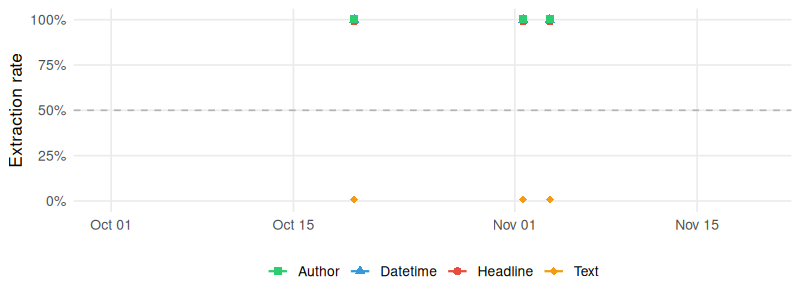 Extraction rate
100%
75%
50%
25%
0%
Oct 01 Oct 15 Nov 01 Nov 15
Author Datetime Headline Text